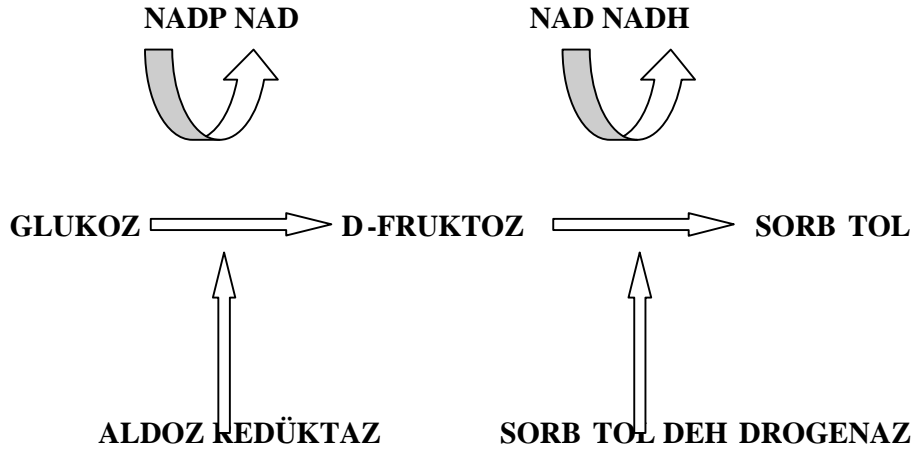 NADP NAD NAD NADH
GLUKOZ D-FRUKTOZ SORB TOL
ALDOZ REDÜKTAZ SORB TOL DEH DROGENAZ